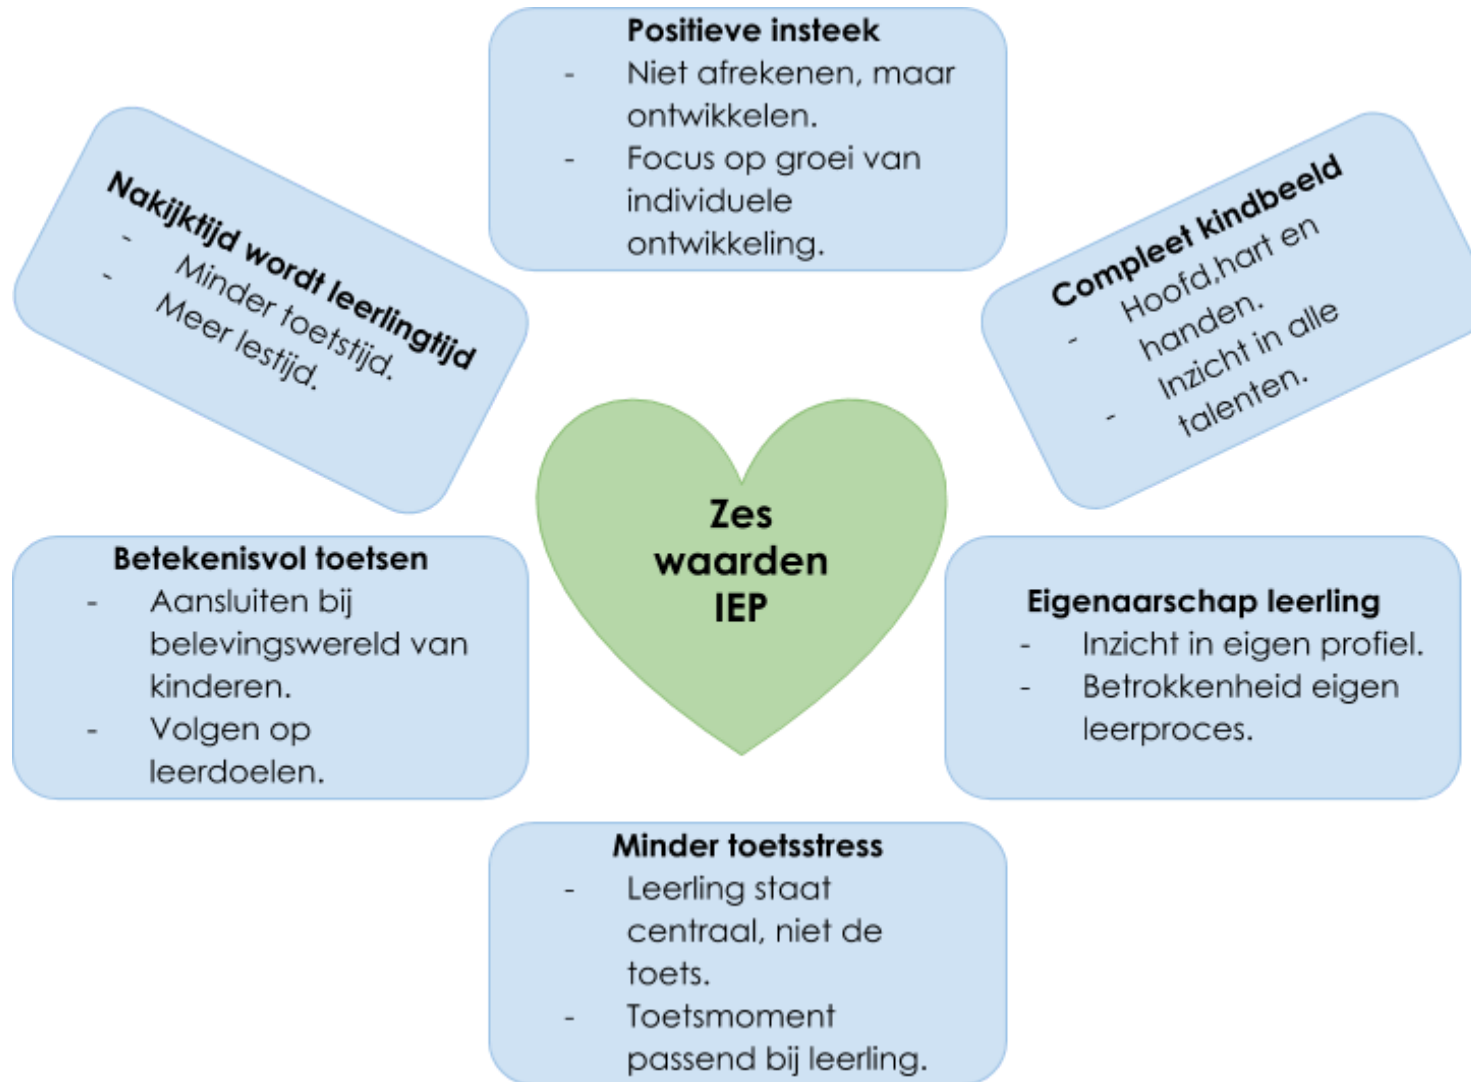 Positieve insteek
- Niet afrekenen, maar
ontwikkelen.
- Focus op groei van
individuele
ontwikkeling.
Nakijktijd wordt leerlingtijd
- Minder toetstijd.
- Meer lestijd.
Compleet kindbeeld
- Hoofd,hart en
handen.
- Inzicht in alle
talenten.
Zes
waarden
IEP
Betekenisvol toetsen
- Aansluiten bij
belevingswereld van
kinderen.
- Volgen op
leerdoelen.
Eigenaarschap leerling
- Inzicht in eigen profiel.
- Betrokkenheid eigen
leerproces.
Minder toetsstress
- Leerling staat
centraal, niet de
toets.
- Toetsmoment
passend bij leerling.